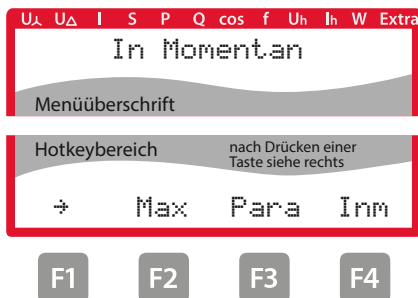 U⅄ U∆ I S P Q cos f Uh Ih W Extra
In Momentan
Menüüberschrift
Hotkeybereich
nach Drücken einer
Taste siehe rechts
→ Max Para Inm
F1 F2 F3 F4